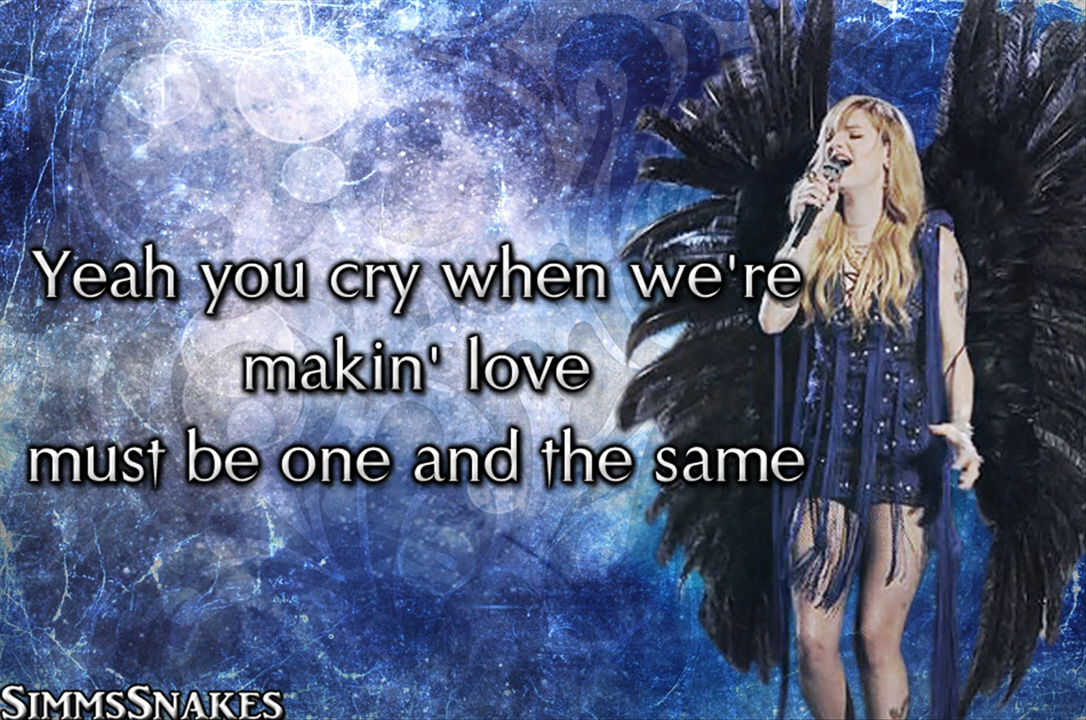 Yeah you cry when we're
makin' love
must be one and the same
SimmsSnakes